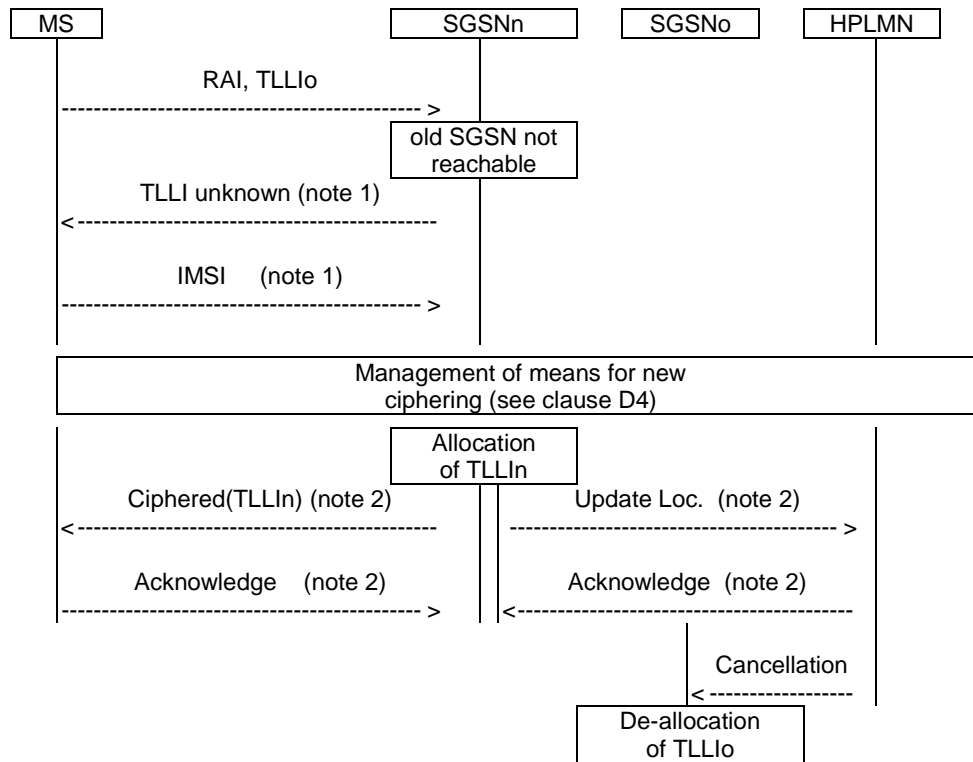 MS SGSNn SGSNo HPLMN
RAI, TLLIo
old SGSN not
reachable
TLLI unknown (note 1)
IMSI (note 1)
Management of means for new
ciphering (see clause D4)
Allocation
of TLLIn
Ciphered(TLLIn) (note 2) Update Loc. (note 2)
Acknowledge (note 2) Acknowledge (note 2)
Cancellation
De-allocation
of TLLIo